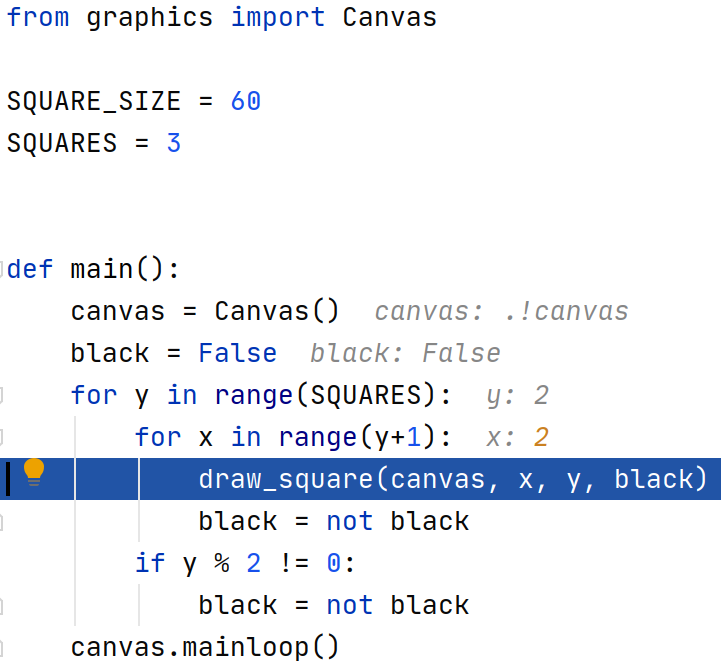 from graphics import Canvas
SQUARE_SIZE = 60
SQUARES = 3
def main():
    canvas = Canvas()  canvas: .!canvas
    black = False  black: False
    for y in range(SQUARES):  y: 2
        for x in range(y+1):  x: 2
            draw_square(canvas, x, y, black)
            black = not black
        if y % 2 != 0:
            black = not black
    canvas.mainloop()